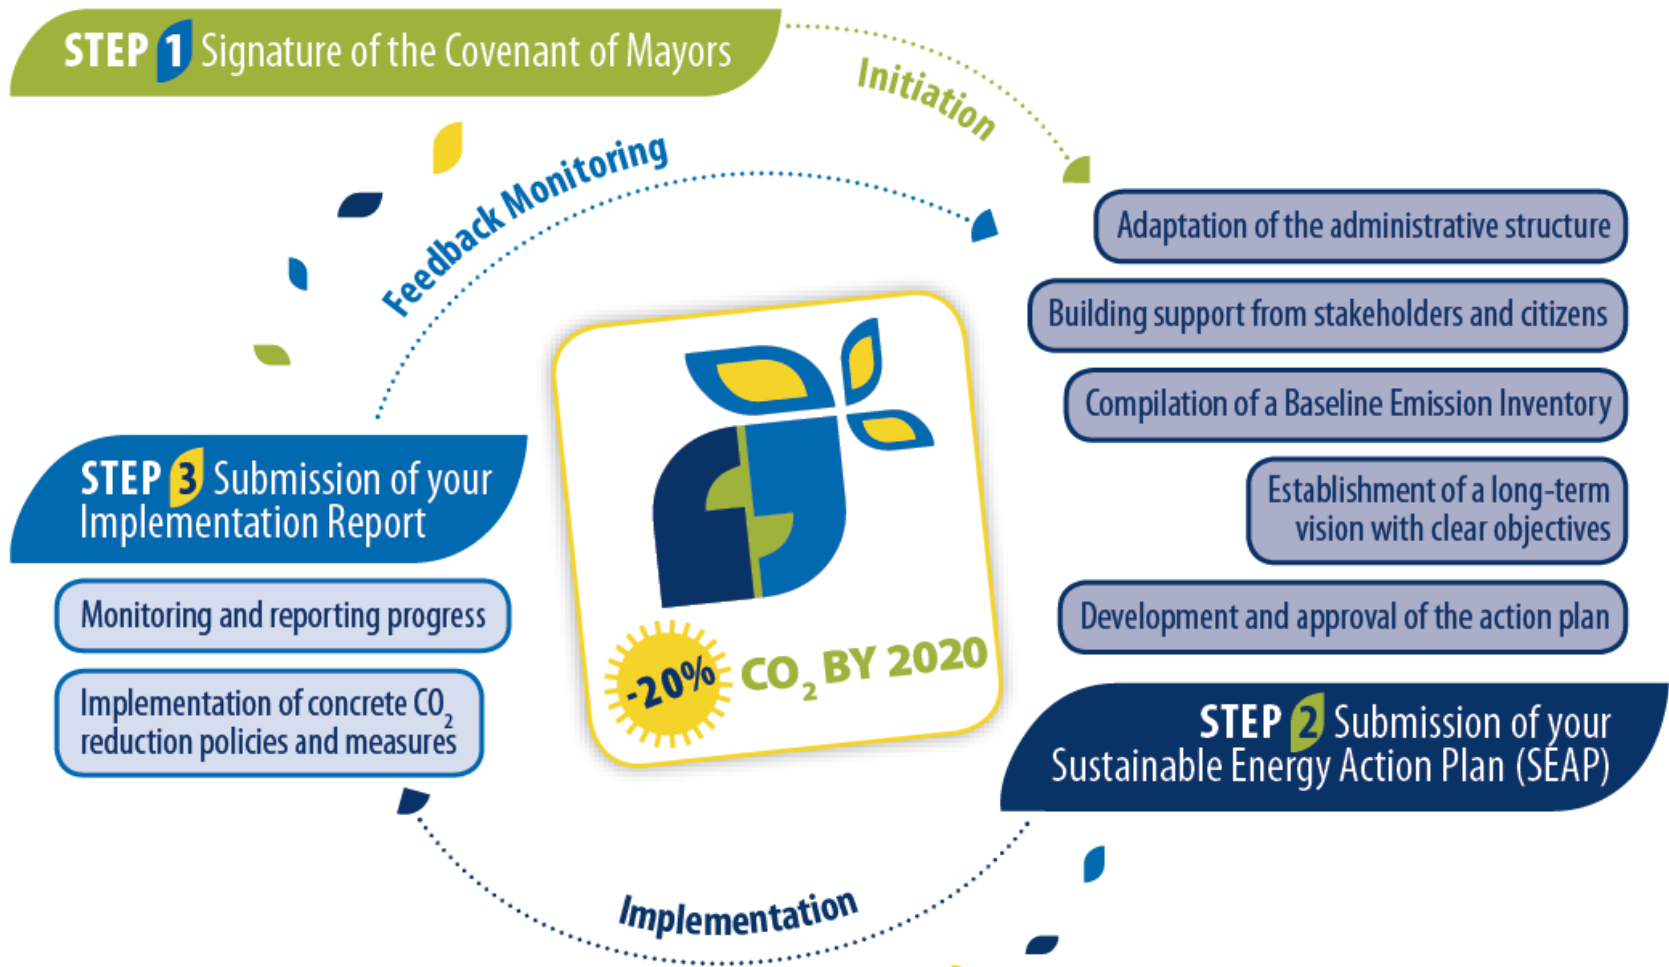 STEP 1 Signature of the Covenant of Mayors
Initiation
Feedback Monitoring
Adaptation of the administrative structure
Building support from stakeholders and citizens
Compilation of a Baseline Emission Inventory
Establishment of a long-term
vision with clear objectives
Development and approval of the action plan
STEP 2 Submission of your
Sustainable Energy Action Plan (SEAP)
Implementation
STEP 3 Submission of your
Implementation Report
Monitoring and reporting progress
Implementation of concrete CO₂
reduction policies and measures
-20% CO₂ BY 2020